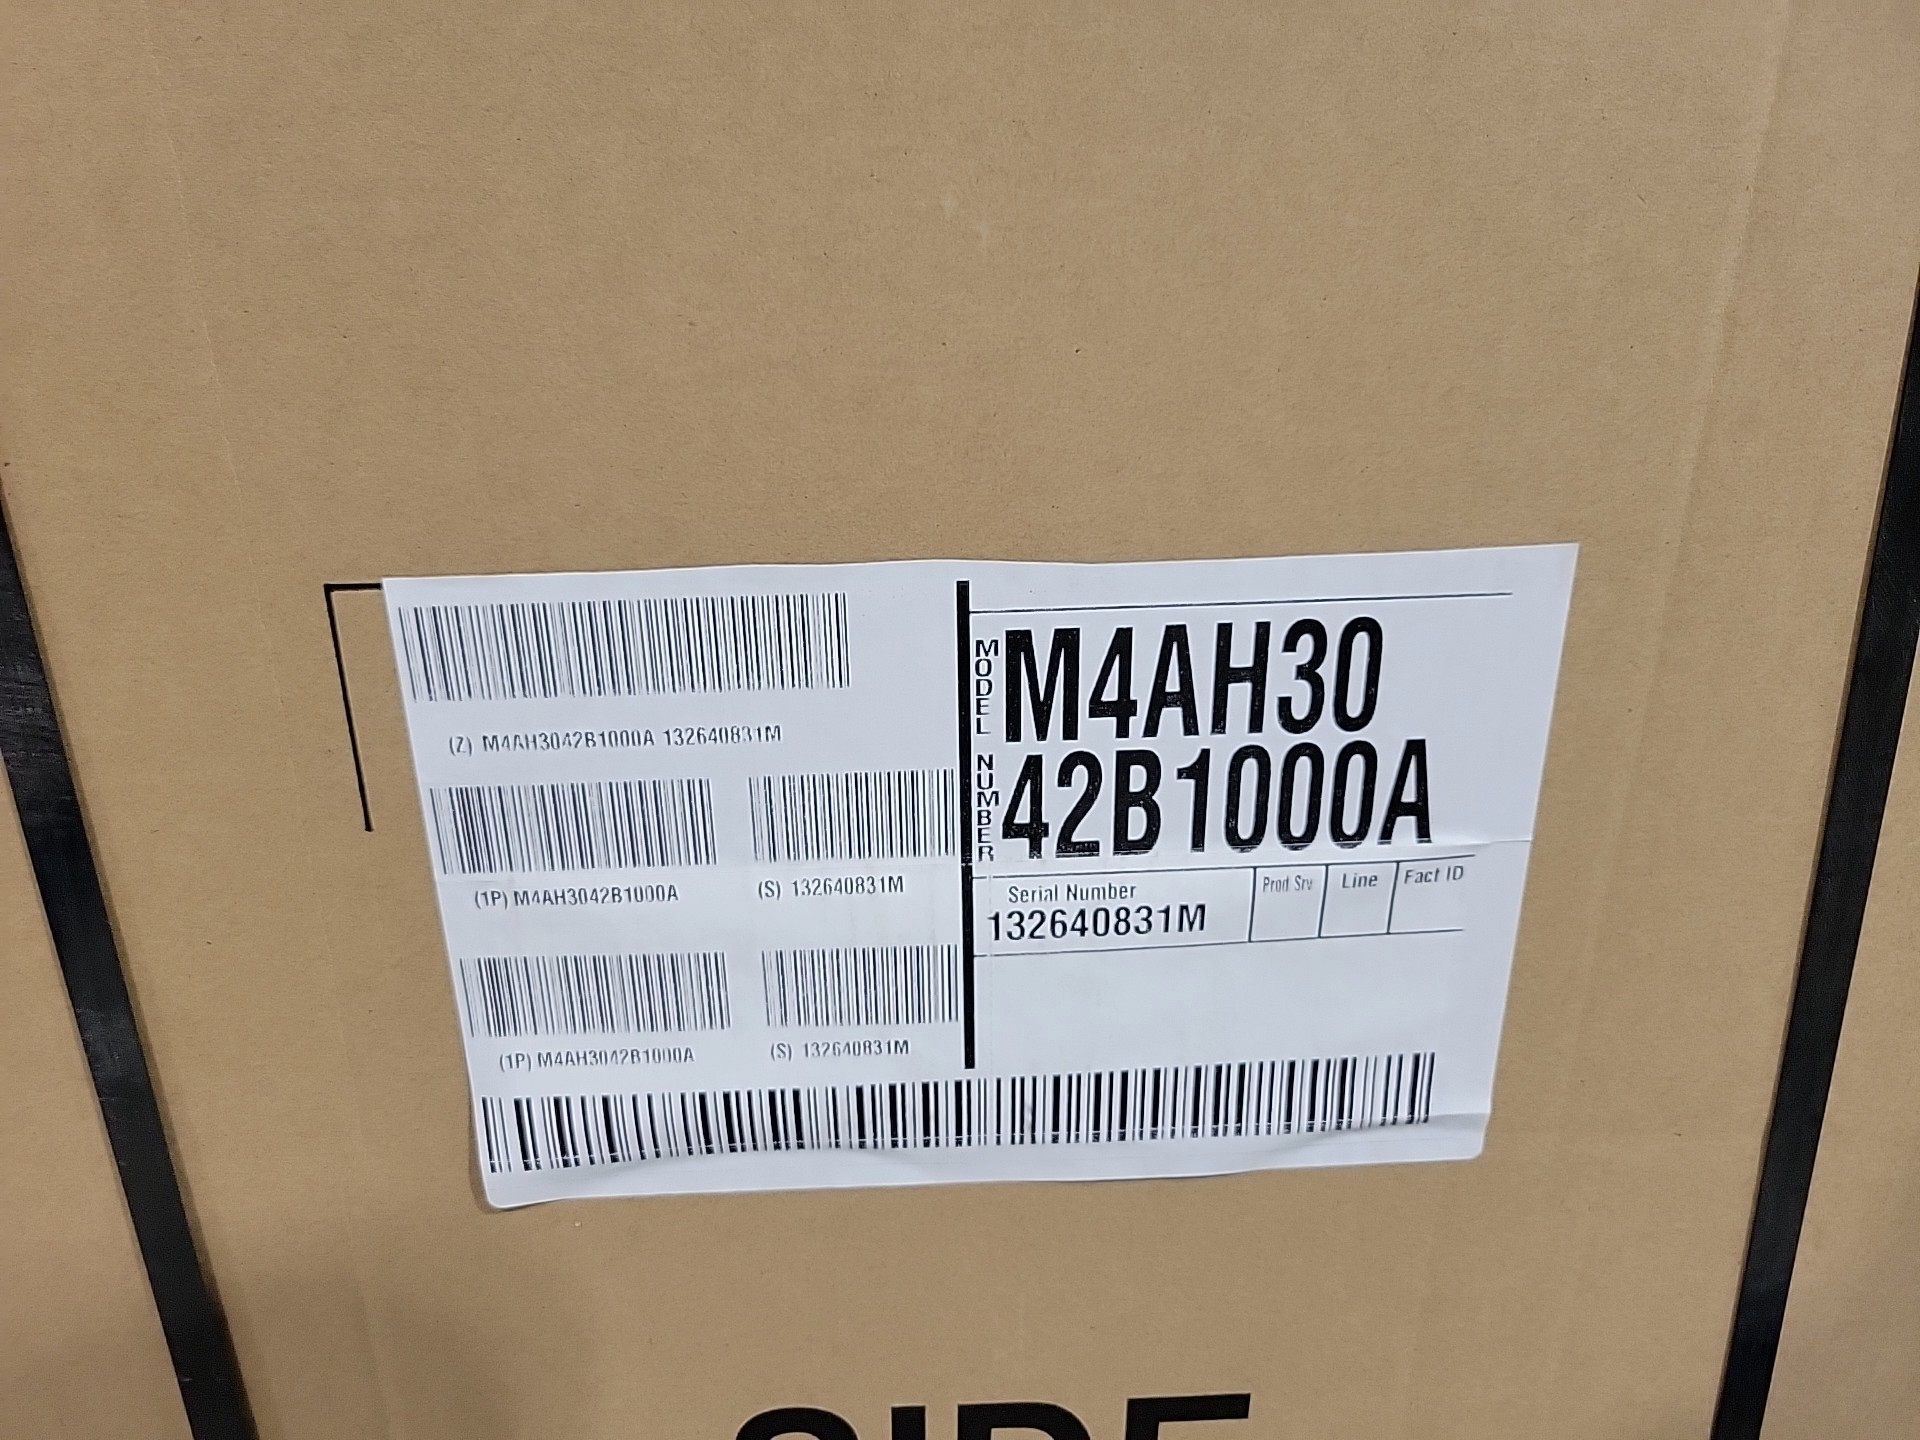 (Z) M4AH3042B1000A 132640831M
(1P) M4AH3042B1000A
(S) 132640831M
(1P) M4AH3042B1000A
(S) 132640831M
MODEL NUMBER
M4AH30
42B1000A
Serial Number
132640831M
Prod Srv
Line
Fact ID
SIDE